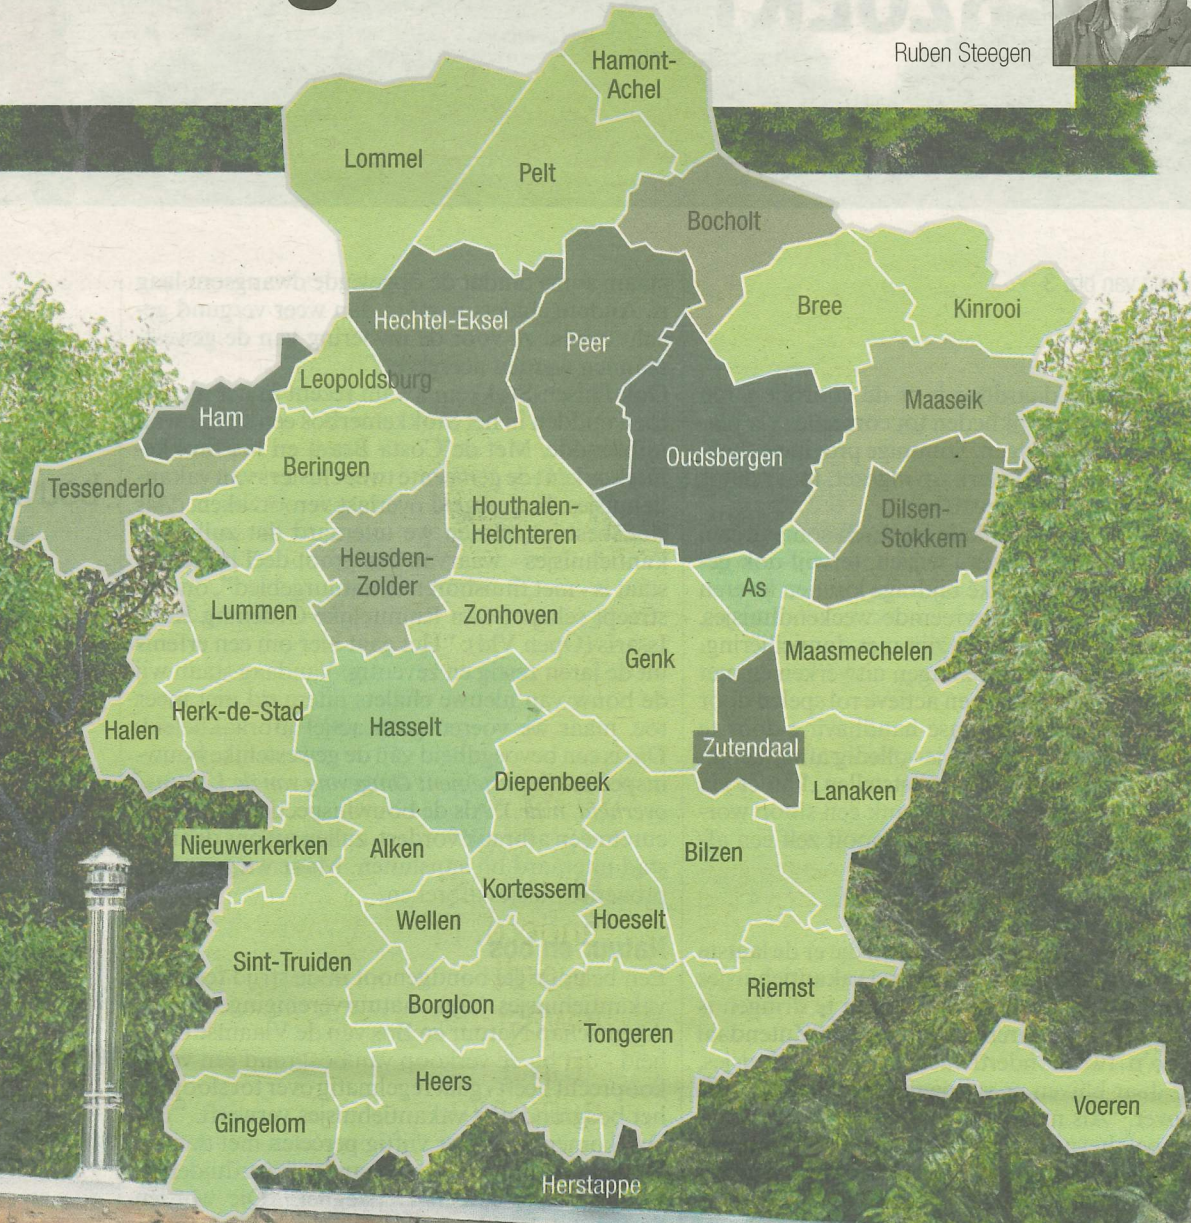 Ruben Steegen
Hamont-
Achel
Lommel
Pelt
Bocholt
Bree
Kinrooi
Hechtel-Eksel
Peer
Leopoldsburg
Maaseik
Ham
Oudsbergen
Beringen
Tessenderlo
Houthalen-
Helchteren
Dilsen-
Stokkem
Heusden-
Zolder
As
Lummen
Zonhoven
Genk
Maasmechelen
Halen
Herk-de-Stad
Hasselt
Zutendaal
Diepenbeek
Lanaken
Nieuwerkerken
Alken
Bilzen
Kortessem
Wellen
Hoeselt
Sint-Truiden
Riemst
Borgloon
Tongeren
Heers
Voeren
Gingelom
Herstappe